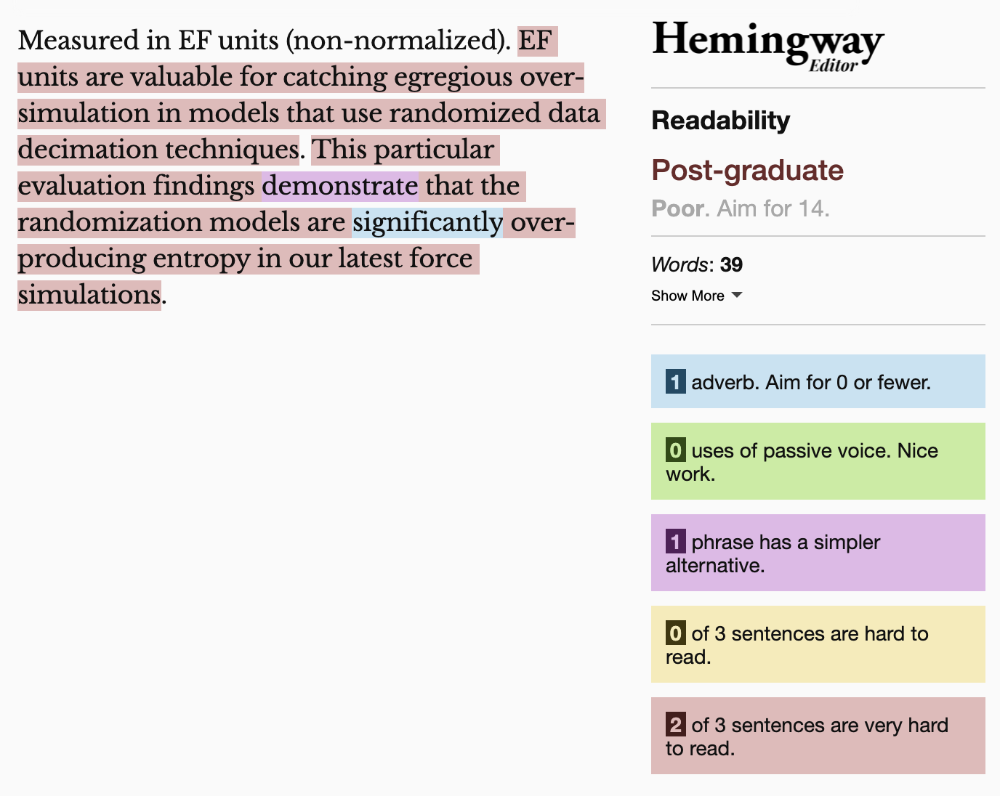 Measured in EF units (non-normalized). EF
units are valuable for catching egregious over-
simulation in models that use randomized data
decimation techniques. This particular
evaluation findings demonstrate that the
randomization models are significantly over-
producing entropy in our latest force
simulations.
Hemingway
Editor
Readability
Post-graduate
Poor. Aim for 14.
Words: 39
Show More
1 adverb. Aim for 0 or fewer.
0 uses of passive voice. Nice
work.
1 phrase has a simpler
alternative.
0 of 3 sentences are hard to
read.
2 of 3 sentences are very hard
to read.